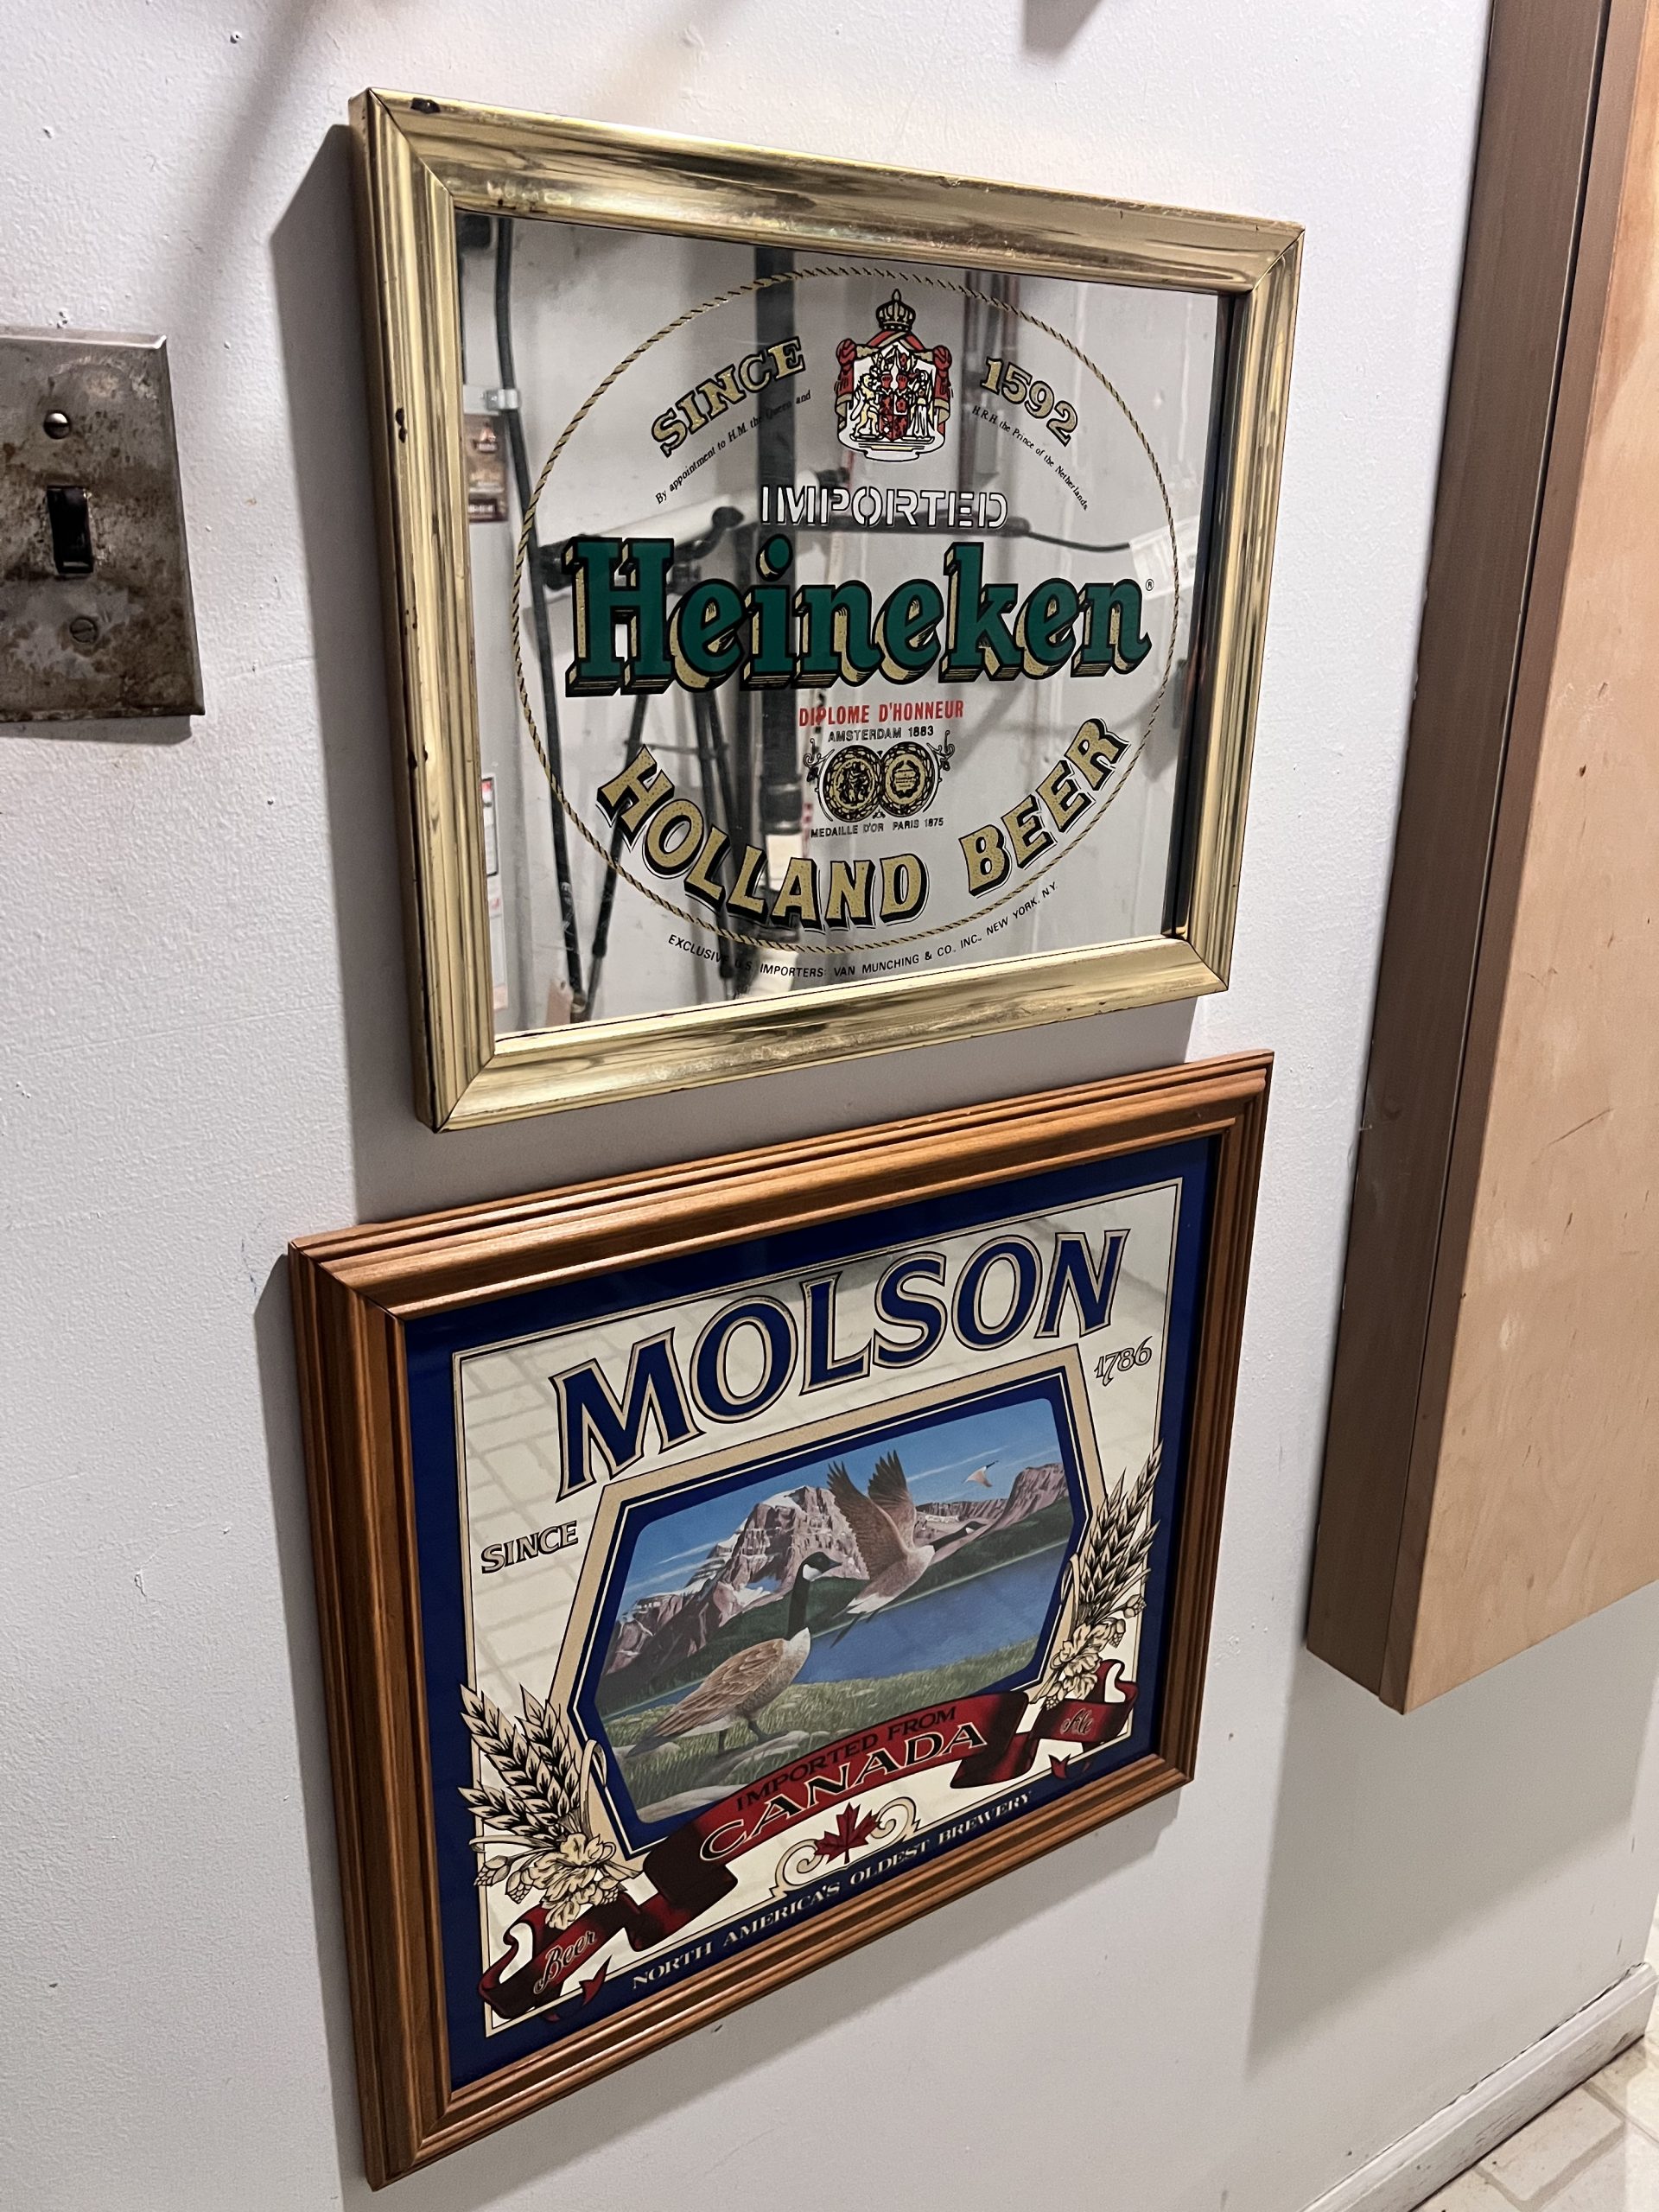 SINCE 1592
By appointment to H.M. the Queen and H.R.H. the Prince of the Netherlands
IMPORTED
Heineken®
DIPLOME D'HONNEUR
AMSTERDAM 1883
MEDAILLE D'OR PARIS 1875
HOLLAND BEER
EXCLUSIVE U.S. IMPORTERS: VAN MUNCHING & CO. INC., NEW YORK, N.Y.
MOLSON
SINCE 1786
IMPORTED FROM
CANADA
Beer Ale
NORTH AMERICA'S OLDEST BREWERY